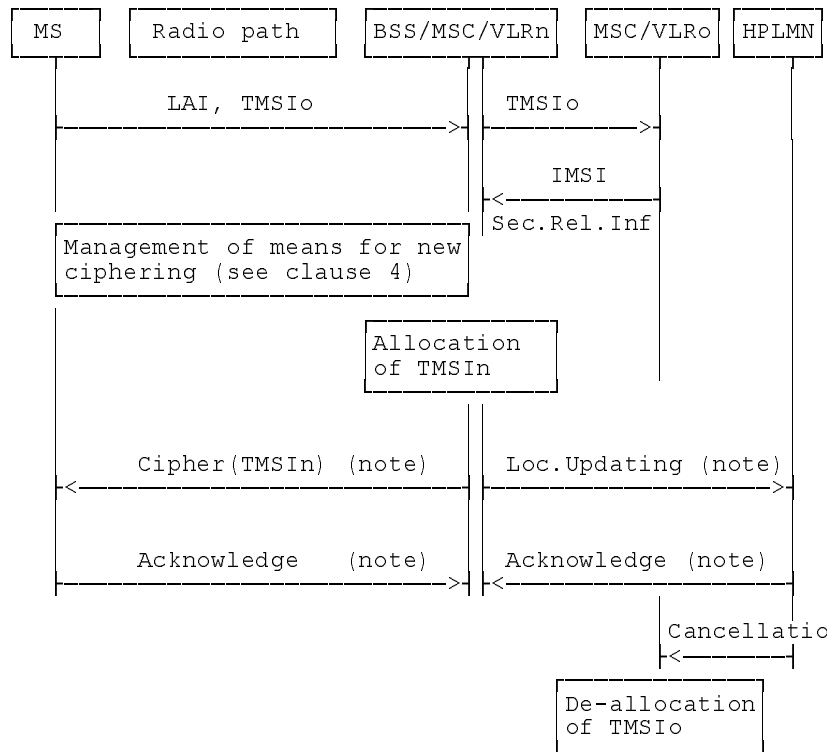 MS Radio path BSS/MSC/VLRn MSC/VLRo HPLMN
LAI, TMSIo TMSIo
IMSI
Sec.Rel.Inf
Management of means for new
ciphering (see clause 4)
Allocation
of TMSIn
Cipher(TMSIn) (note) Loc.Updating (note)
Acknowledge (note) Acknowledge (note)
Cancellatio
De-allocation
of TMSIo